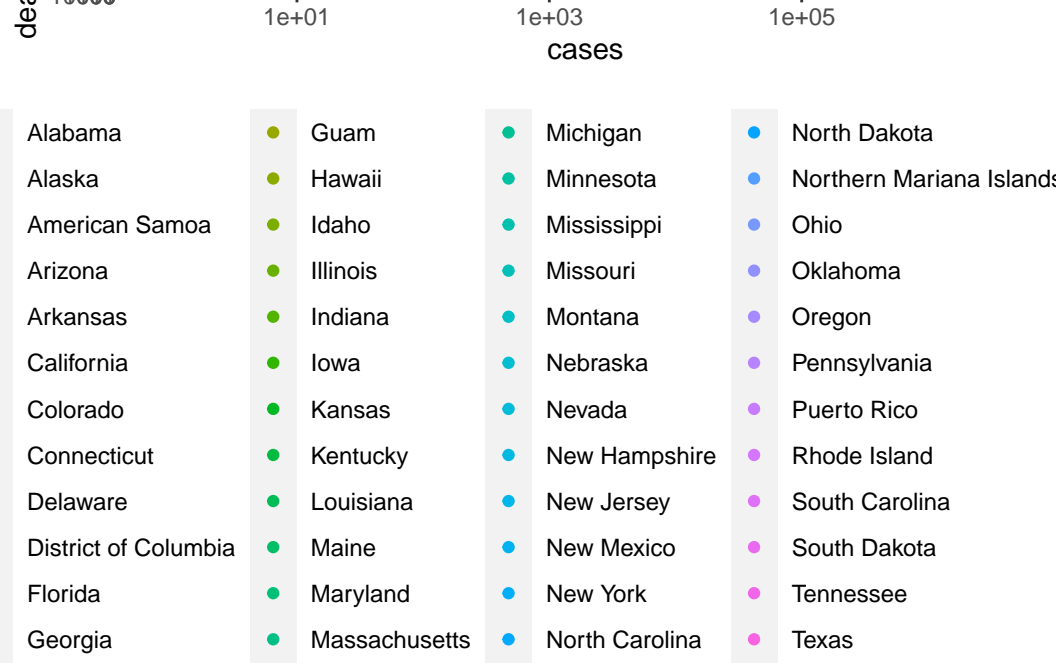 1e+01 1e+03 1e+05
cases
Alabama Guam Michigan North Dakota
Alaska Hawaii Minnesota Northern Mariana Islands
American Samoa Idaho Mississippi Ohio
Arizona Illinois Missouri Oklahoma
Arkansas Indiana Montana Oregon
California Iowa Nebraska Pennsylvania
Colorado Kansas Nevada Puerto Rico
Connecticut Kentucky New Hampshire Rhode Island
Delaware Louisiana New Jersey South Carolina
District of Columbia Maine New Mexico South Dakota
Florida Maryland New York Tennessee
Georgia Massachusetts North Carolina Texas